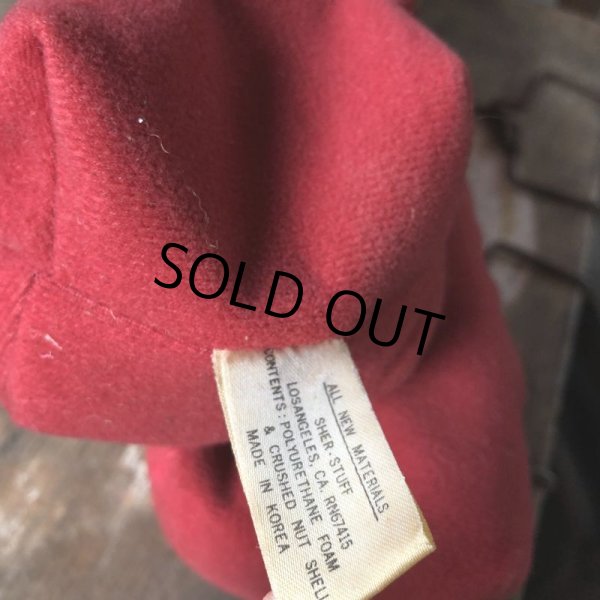 SOLD OUT
ALL NEW MATERIALS
SHER-STUFF
LOSANGELES, CA. RN67415
CONTENTS: POLYURETHANE FOAM
& CRUSHED NUT SHELL
MADE IN KOREA